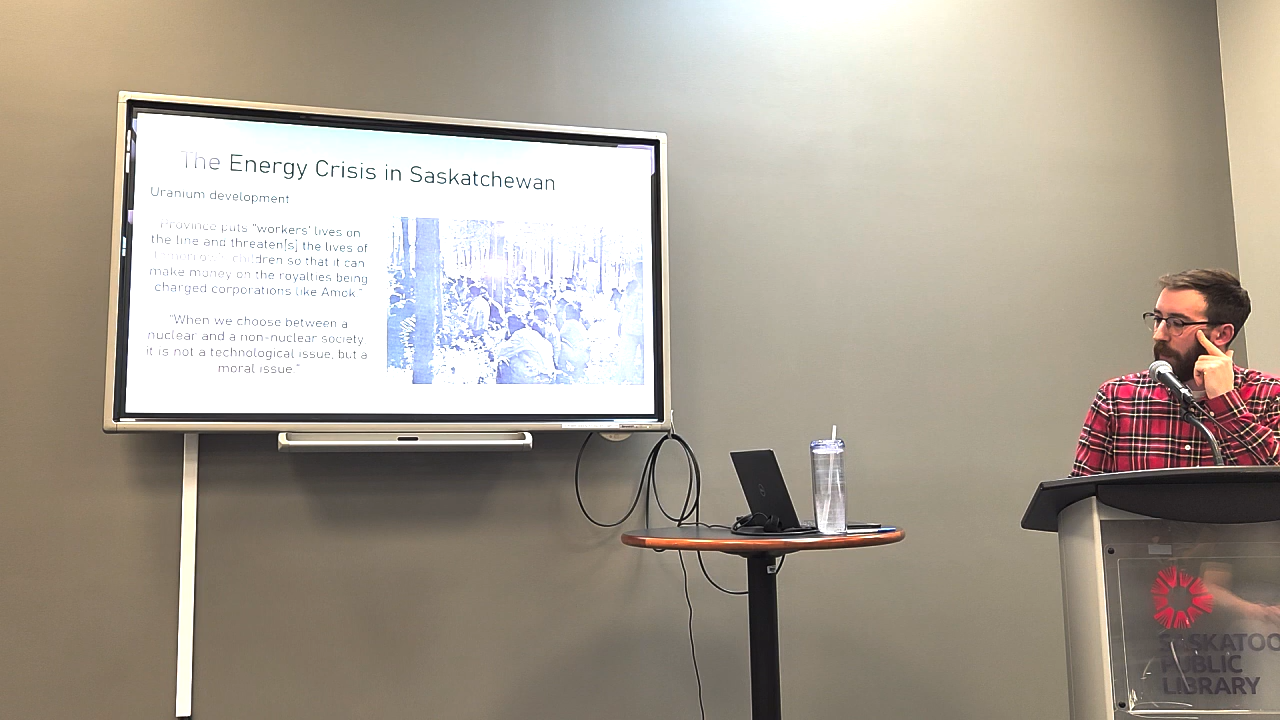 The Energy Crisis in Saskatchewan
Uranium development
Province puts "workers' lives on
the line and threaten[s] the lives of
tomorrow's children so that it can
make money on the royalties being
charged corporations like Amok."
"When we choose between a
nuclear and a non-nuclear society,
it is not a technological issue, but a
moral issue."
SASKATOO
PUBLIC
LIBRARY